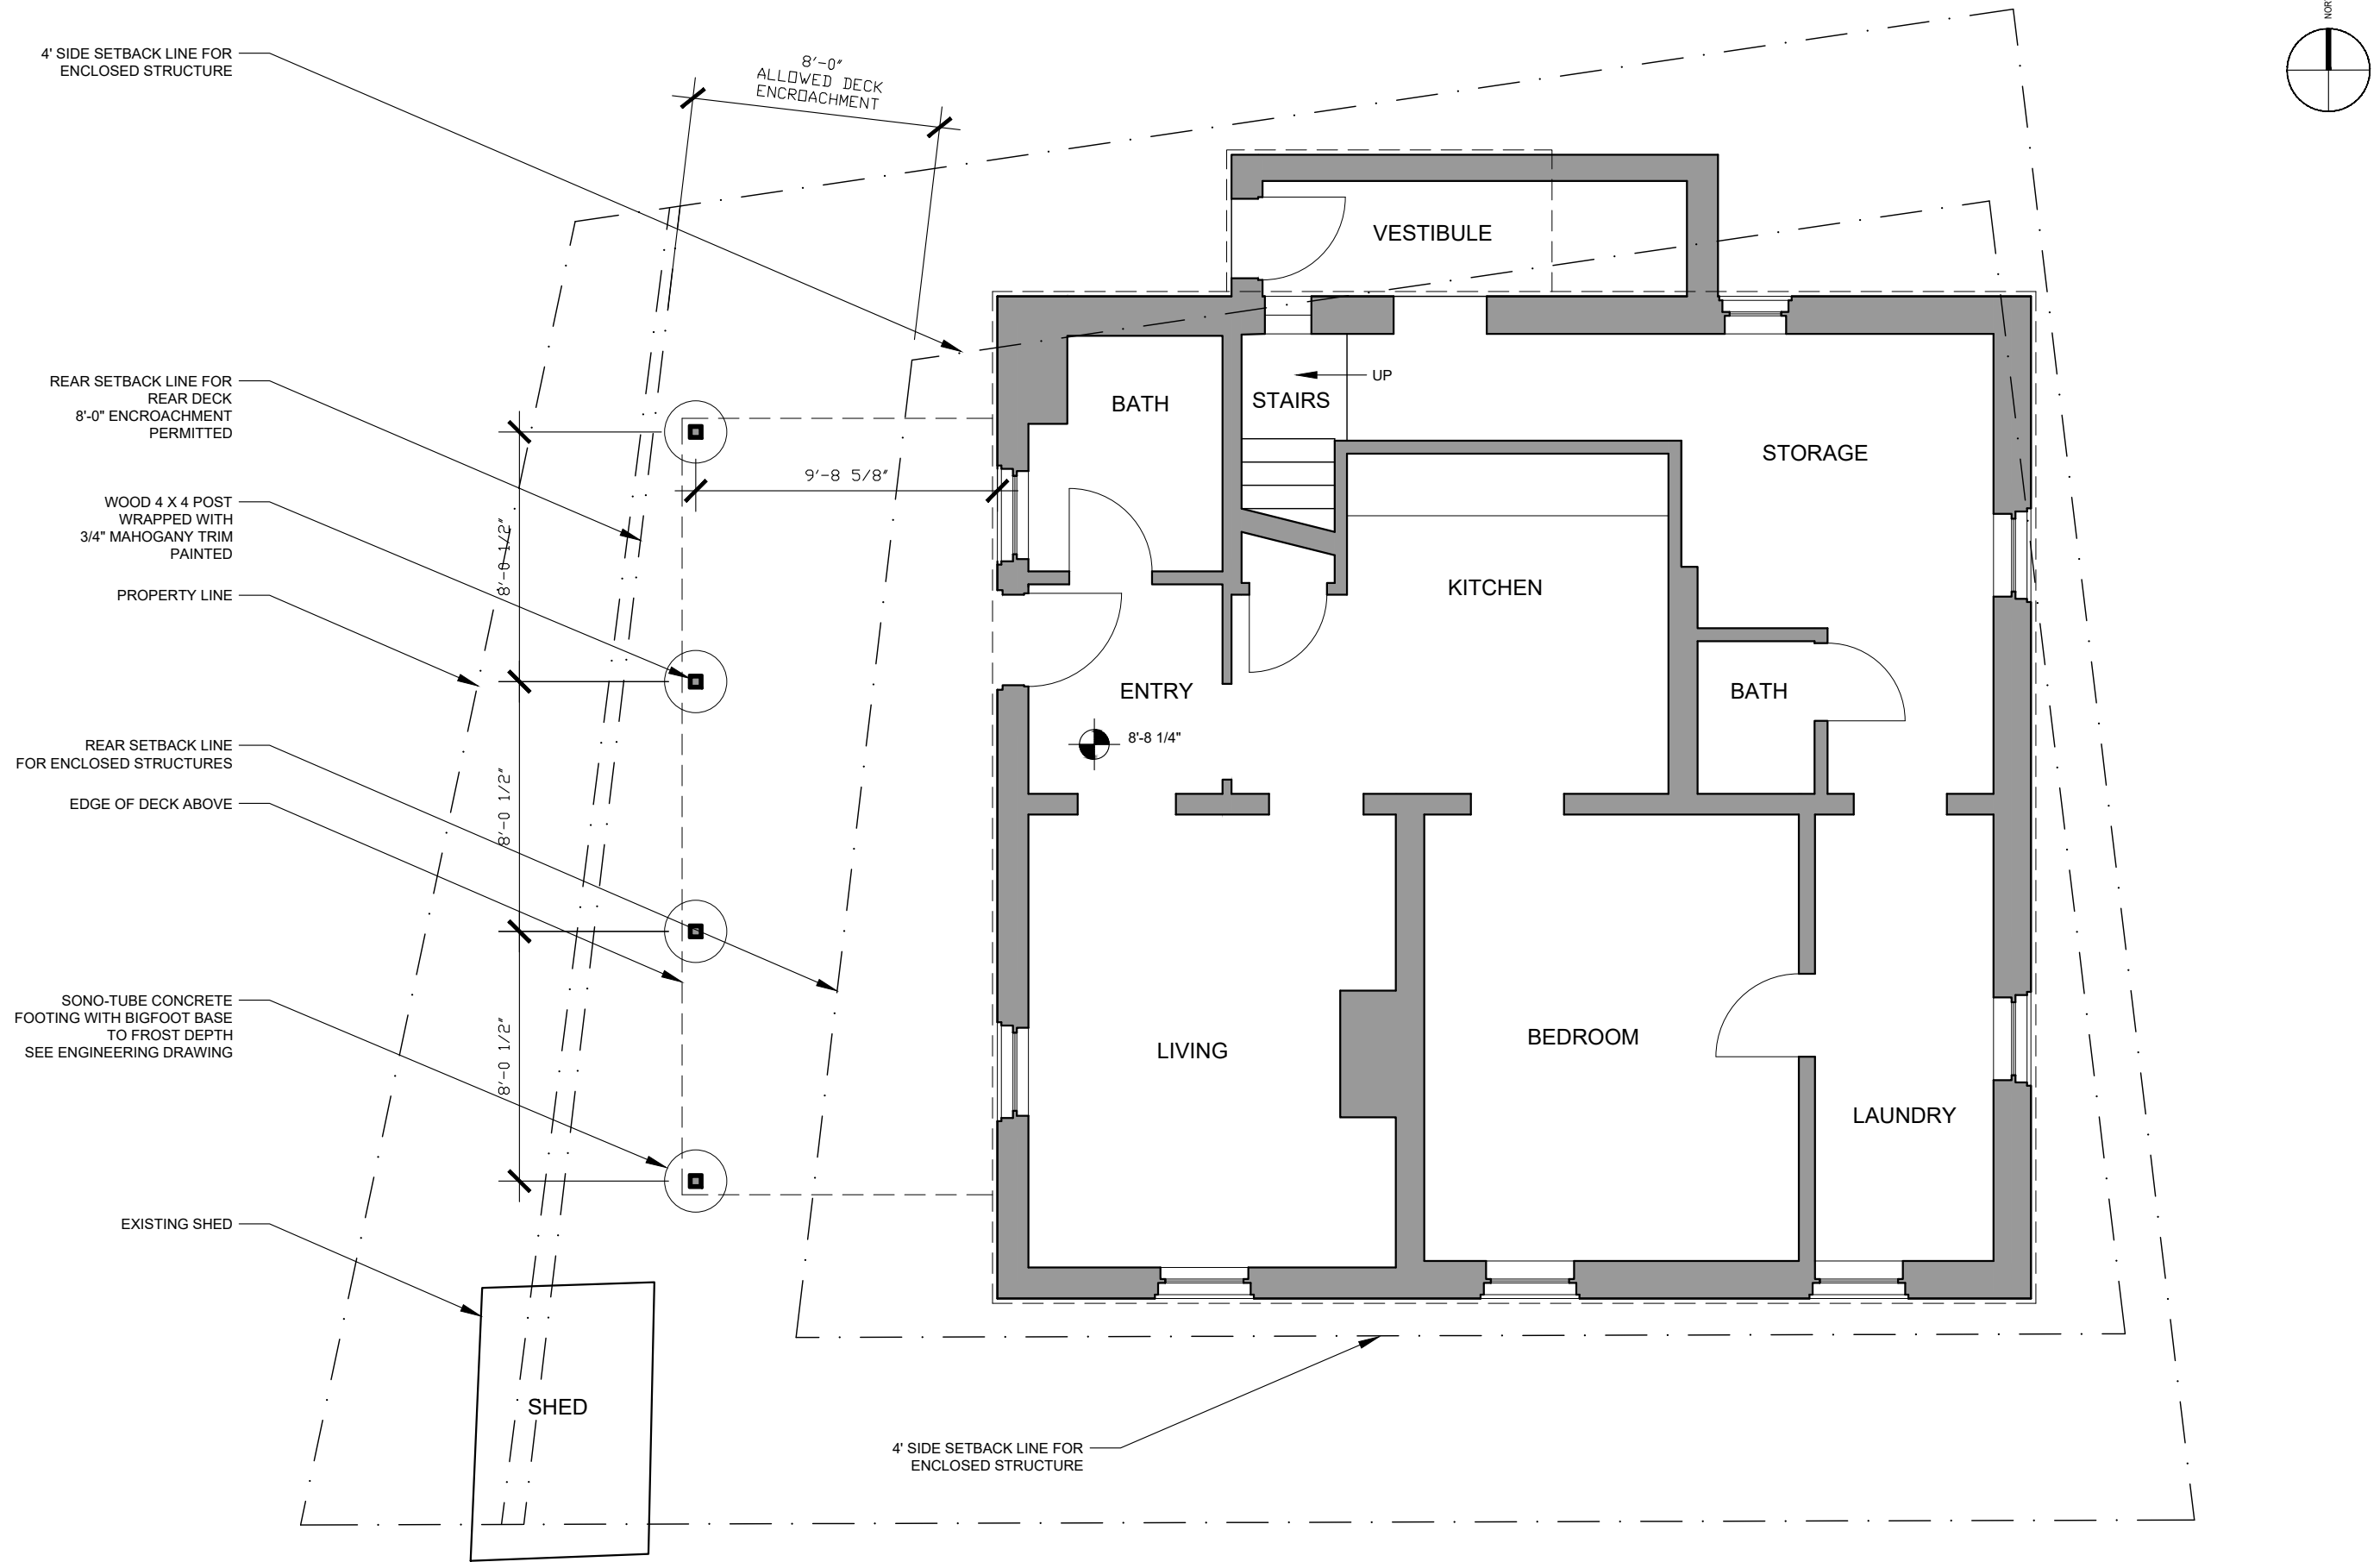 NOR
4' SIDE SETBACK LINE FOR
ENCLOSED STRUCTURE
8'-0"
ALLOWED DECK
ENCROACHMENT
VESTIBULE
REAR SETBACK LINE FOR
REAR DECK
8'-0" ENCROACHMENT
PERMITTED
UP
BATH
STAIRS
STORAGE
9'-8 5/8"
WOOD 4 X 4 POST
WRAPPED WITH
3/4" MAHOGANY TRIM
PAINTED
8'-0 1/2"
PROPERTY LINE
KITCHEN
ENTRY
BATH
8'-8 1/4"
REAR SETBACK LINE
FOR ENCLOSED STRUCTURES
EDGE OF DECK ABOVE
8'-0 1/2"
SONO-TUBE CONCRETE
FOOTING WITH BIGFOOT BASE
TO FROST DEPTH
SEE ENGINEERING DRAWING
8'-0 1/2"
LIVING
BEDROOM
LAUNDRY
EXISTING SHED
SHED
4' SIDE SETBACK LINE FOR
ENCLOSED STRUCTURE